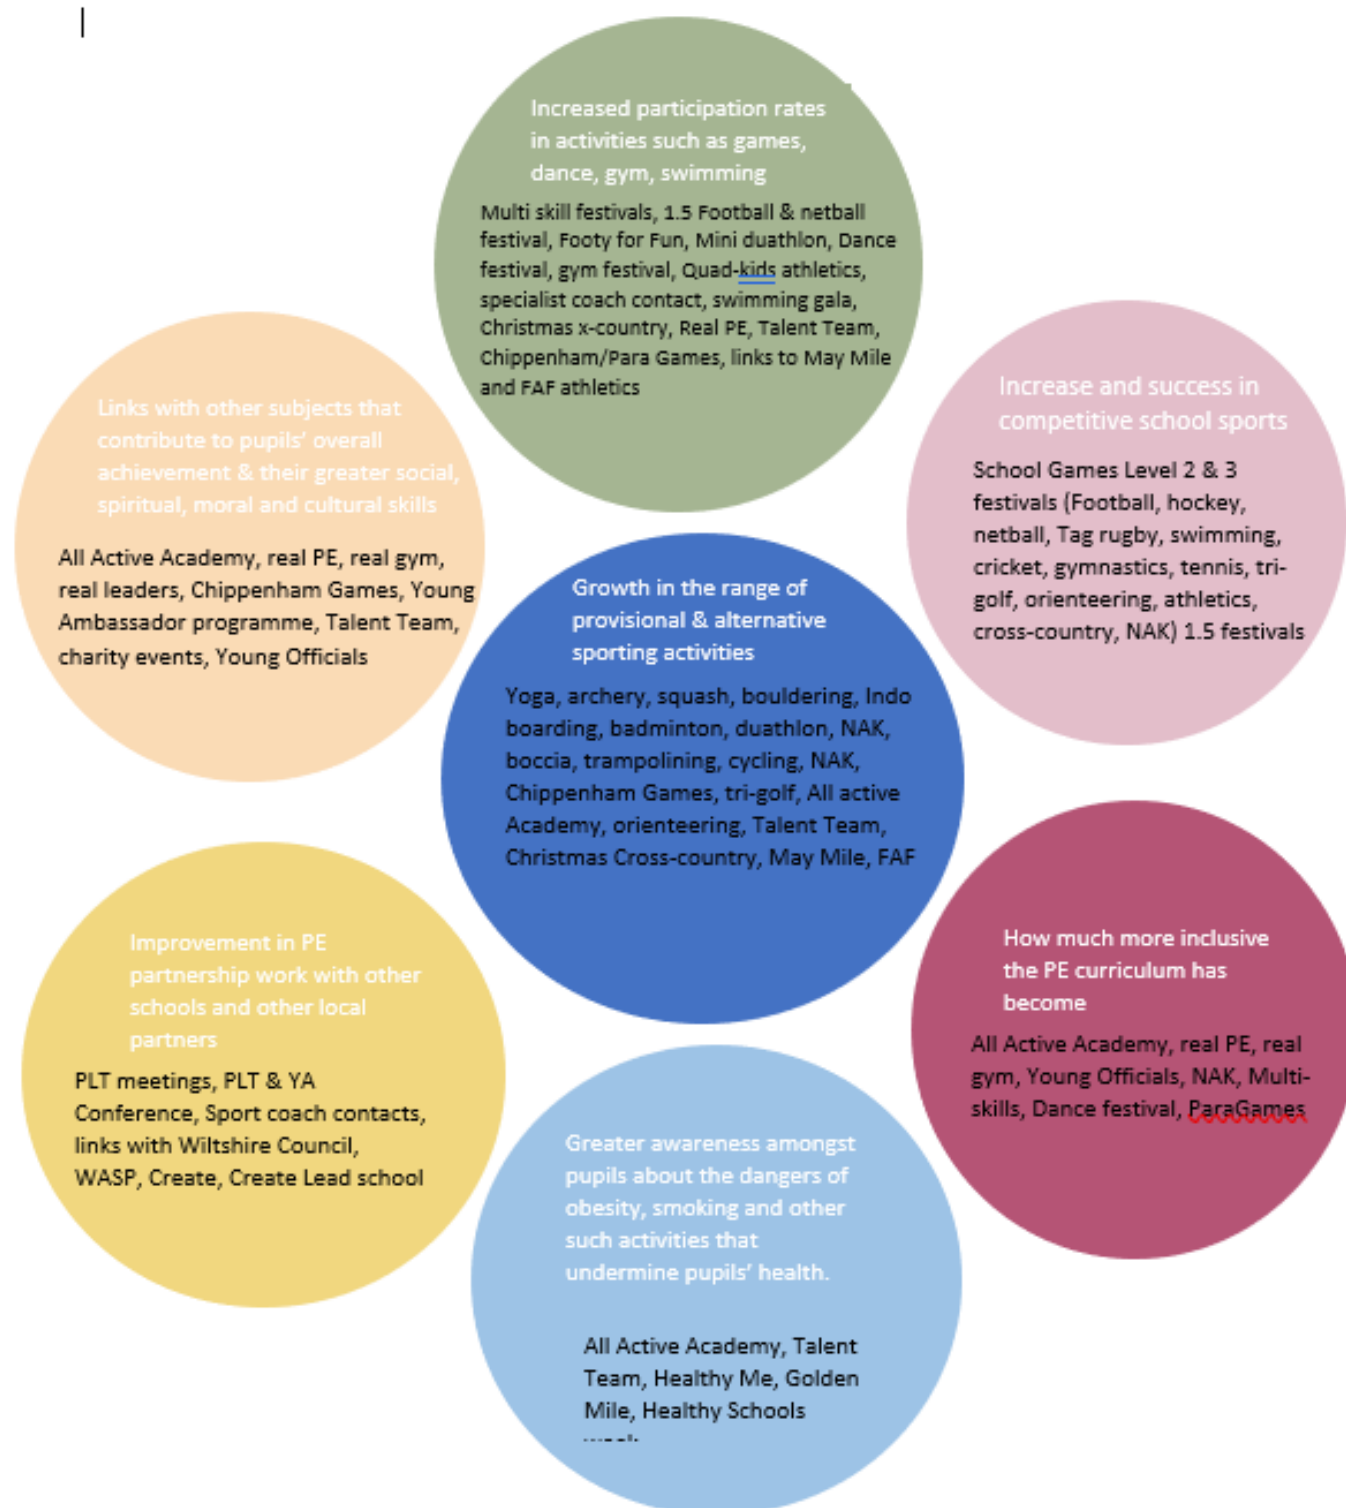 Increased participation rates
in activities such as games,
dance, gym, swimming
Multi skill festivals, 1.5 Football & netball
festival, Footy for Fun, Mini duathlon, Dance
festival, gym festival, Quad-kids athletics,
specialist coach contact, swimming gala,
Christmas x-country, Real PE, Talent Team,
Chippenham/Para Games, links to May Mile
and FAF athletics
Links with other subjects that
contribute to pupils’ overall
achievement & their greater social,
spiritual, moral and cultural skills
All Active Academy, real PE, real gym,
real leaders, Chippenham Games, Young
Ambassador programme, Talent Team,
charity events, Young Officials
Increase and success in
competitive school sports
School Games Level 2 & 3
festivals (Football, hockey,
netball, Tag rugby, swimming,
cricket, gymnastics, tennis, tri-
golf, orienteering, athletics,
cross-country, NAK) 1.5 festivals
Growth in the range of
provisional & alternative
sporting activities
Yoga, archery, squash, bouldering, Indo
boarding, badminton, duathlon, NAK,
boccia, trampolining, cycling, NAK,
Chippenham Games, tri-golf, All active
Academy, orienteering, Talent Team,
Christmas Cross-country, May Mile, FAF
Improvement in PE
partnership work with other
schools and other local
partners
PLT meetings, PLT & YA
Conference, Sport coach contacts,
links with Wiltshire Council,
WASP, Create, Create Lead school
How much more inclusive
the PE curriculum has
become
All Active Academy, real PE, real
gym, Young Officials, NAK, Multi-
skills, Dance festival, ParaGames
Greater awareness amongst
pupils about the dangers of
obesity, smoking and other
such activities that
undermine pupils’ health.
All Active Academy, Talent
Team, Healthy Me, Golden
Mile, Healthy Schools